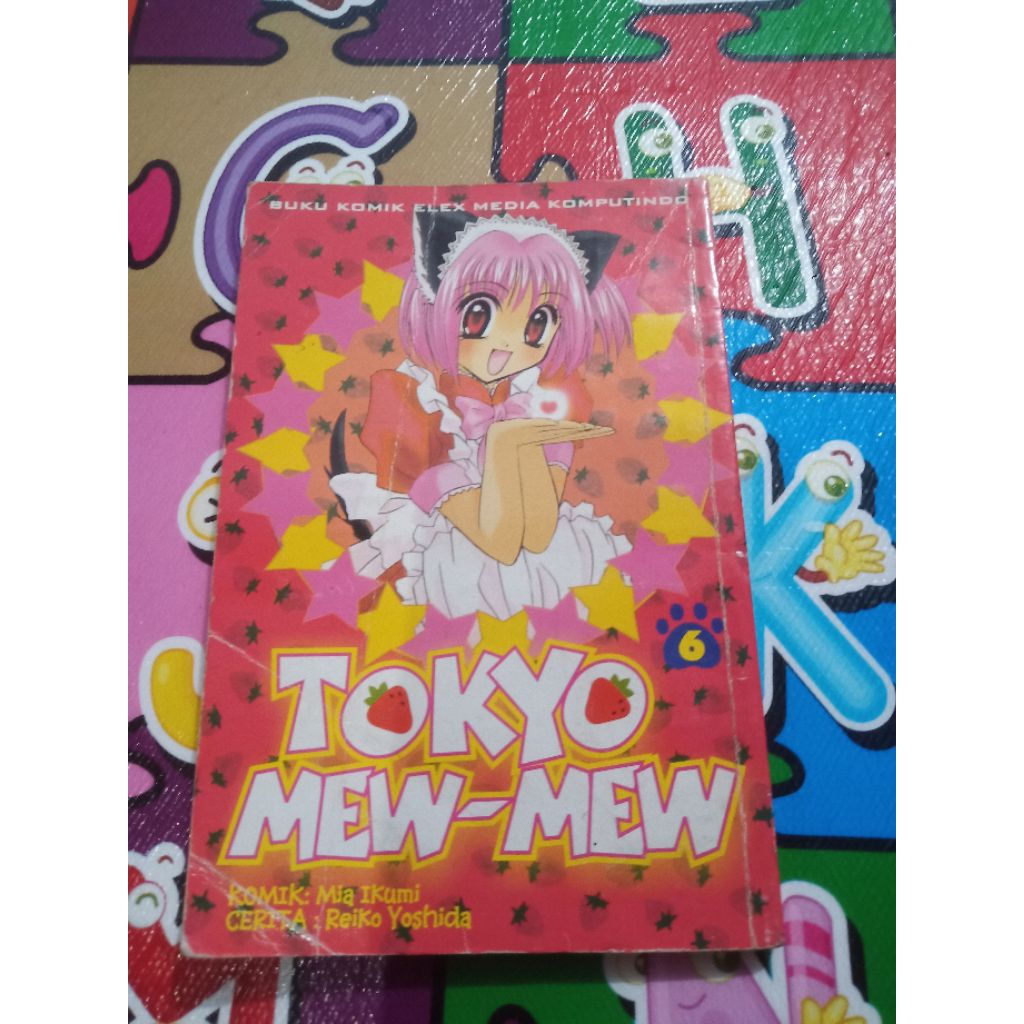 G
H
BUKU KOMIK ELEX MEDIA KOMPUTINDO
K
6
TOKYO
MEW-MEW
KOMIK: Mia Ikumi
CERITA : Reiko Yoshida
N